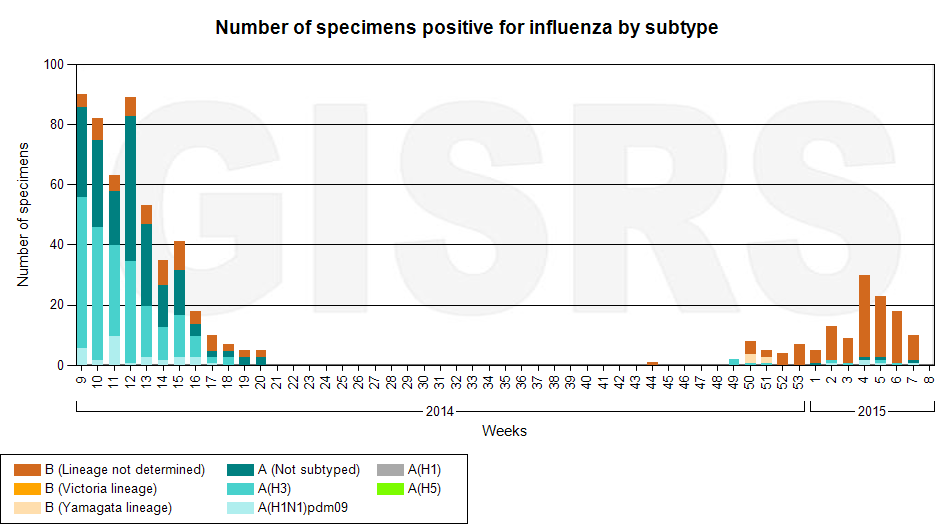 Number of specimens positive for influenza by subtype
GISRS
Number of specimens
100
80
60
40
20
0
9 10 11 12 13 14 15 16 17 18 19 20 21 22 23 24 25 26 27 28 29 30 31 32 33 34 35 36 37 38 39 40 41 42 43 44 45 46 47 48 49 50 51 52 53 1 2 3 4 5 6 7 8
2014 2015
Weeks
B (Lineage not determined) A (Not subtyped) A(H1)
B (Victoria lineage) A(H3) A(H5)
B (Yamagata lineage) A(H1N1)pdm09